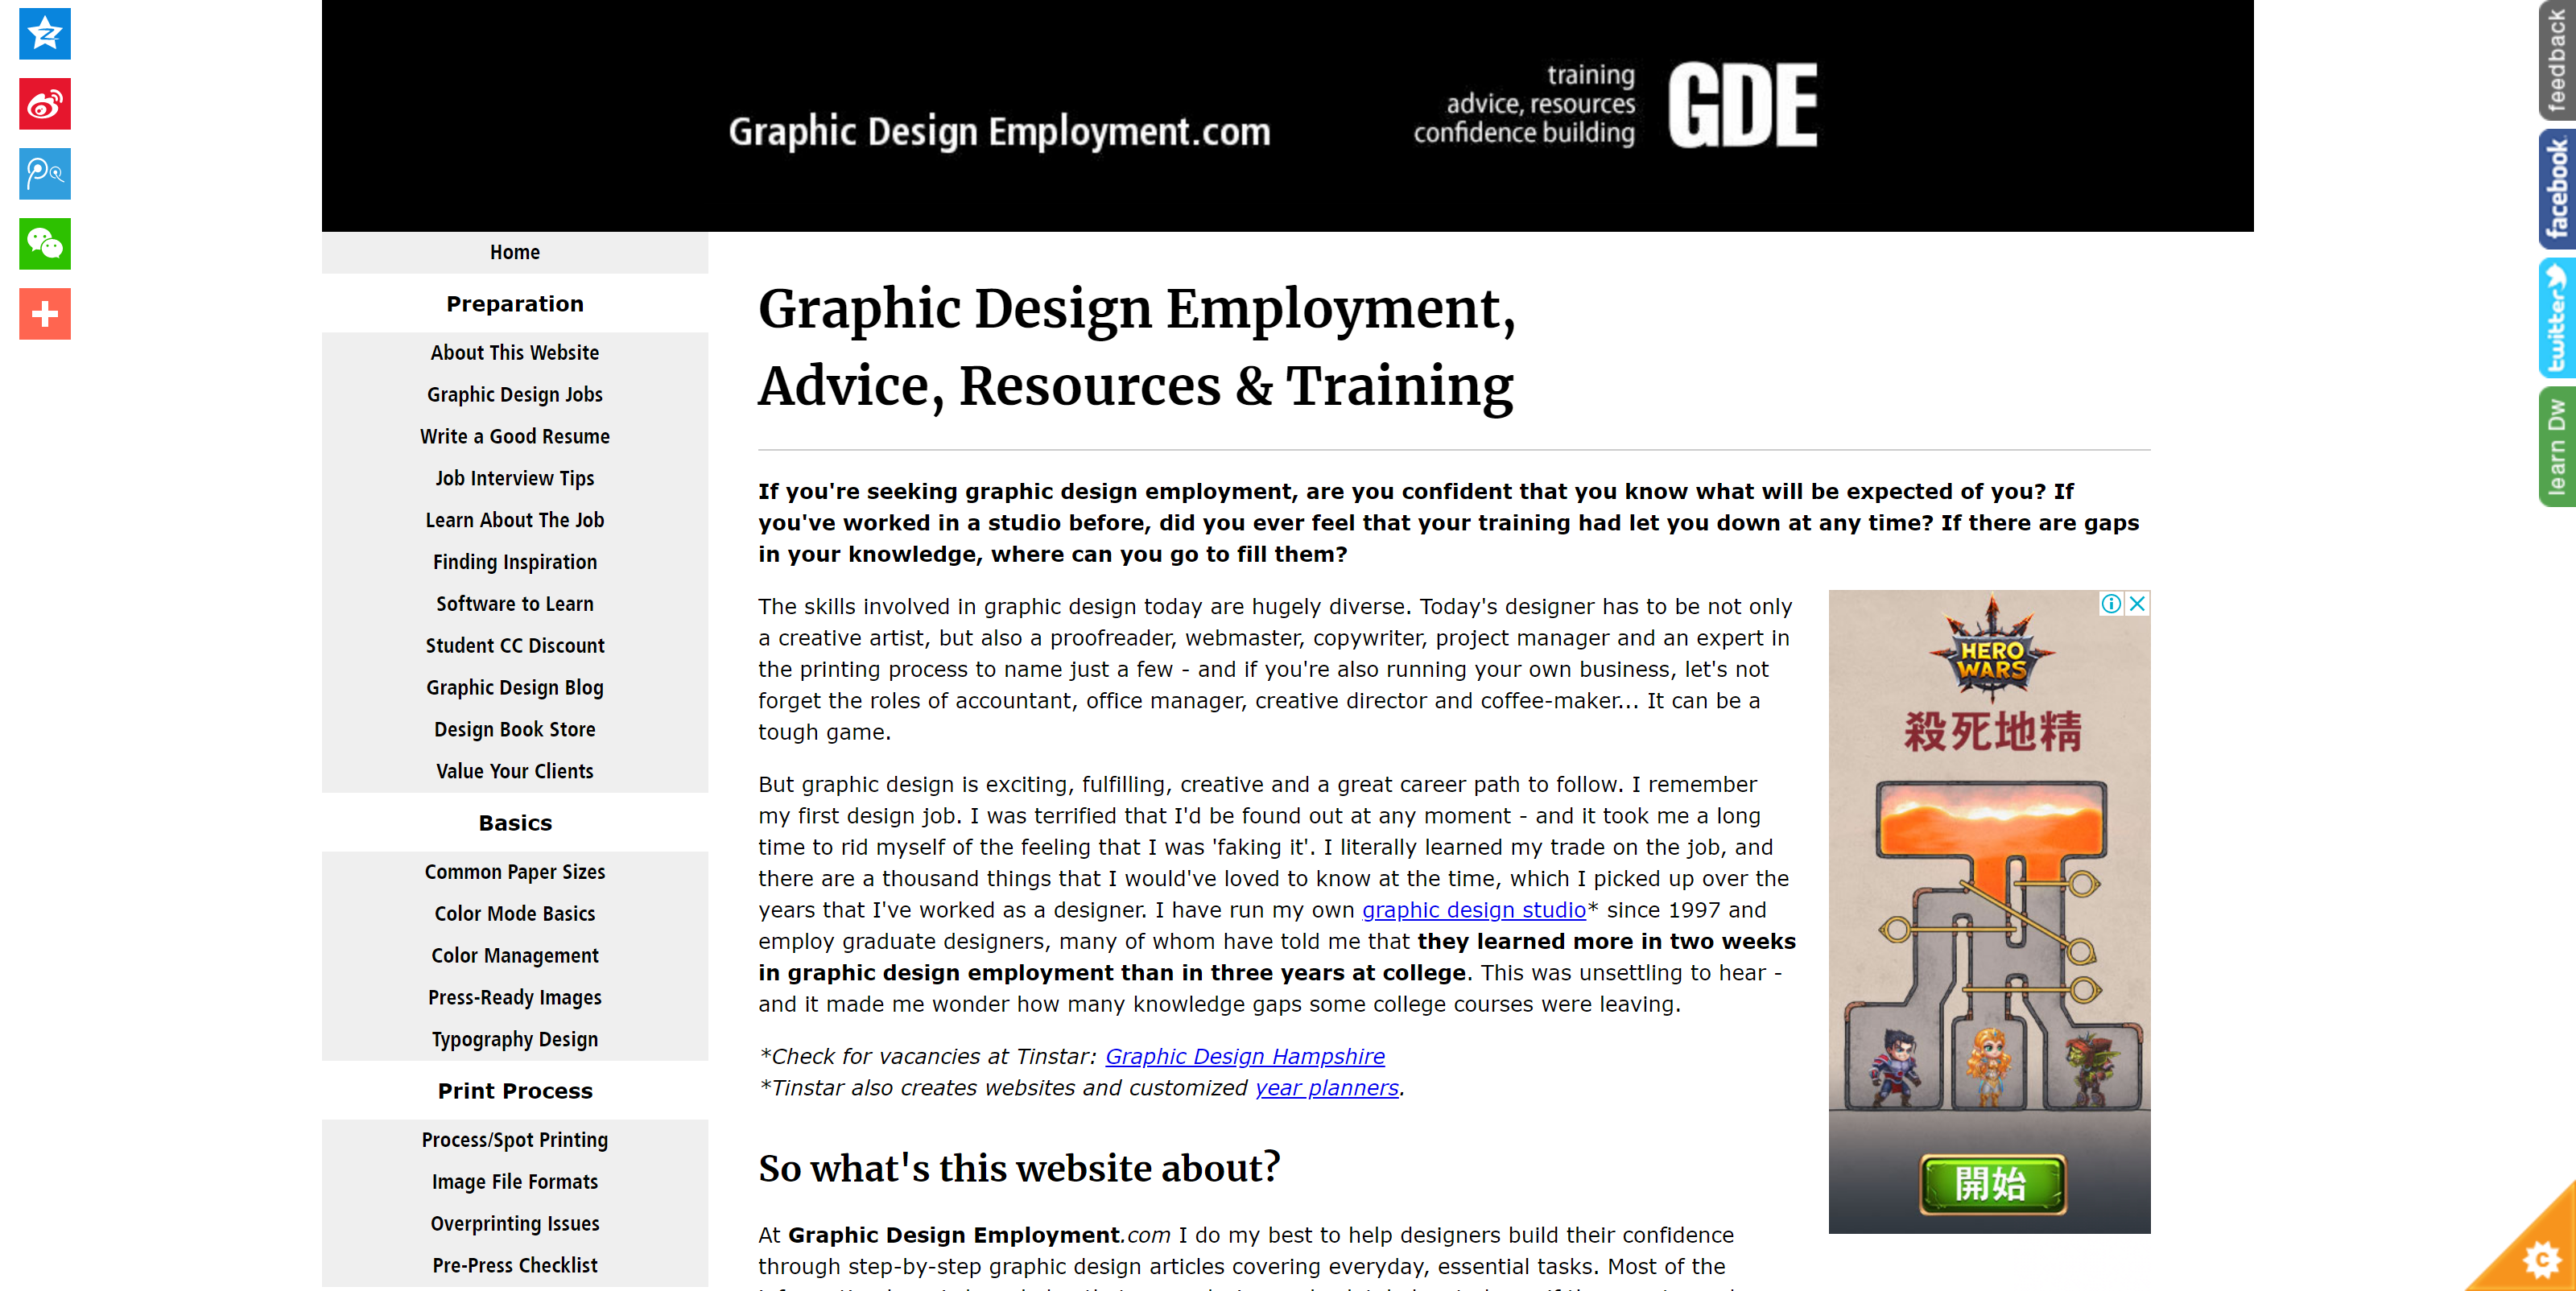 Graphic Design Employment.com
training
advice, resources
confidence building
GDE
feedback
facebook
twitter
learn Dw
Home
Preparation
About This Website
Graphic Design Jobs
Write a Good Resume
Job Interview Tips
Learn About The Job
Finding Inspiration
Software to Learn
Student CC Discount
Graphic Design Blog
Design Book Store
Value Your Clients
Basics
Common Paper Sizes
Color Mode Basics
Color Management
Press-Ready Images
Typography Design
Print Process
Process/Spot Printing
Image File Formats
Overprinting Issues
Pre-Press Checklist
Graphic Design Employment,
Advice, Resources & Training
If you're seeking graphic design employment, are you confident that you know what will be expected of you? If
you've worked in a studio before, did you ever feel that your training had let you down at any time? If there are gaps
in your knowledge, where can you go to fill them?
The skills involved in graphic design today are hugely diverse. Today's designer has to be not only
a creative artist, but also a proofreader, webmaster, copywriter, project manager and an expert in
the printing process to name just a few - and if you're also running your own business, let's not
forget the roles of accountant, office manager, creative director and coffee-maker... It can be a
tough game.
But graphic design is exciting, fulfilling, creative and a great career path to follow. I remember
my first design job. I was terrified that I'd be found out at any moment - and it took me a long
time to rid myself of the feeling that I was 'faking it'. I literally learned my trade on the job, and
there are a thousand things that I would've loved to know at the time, which I picked up over the
years that I've worked as a designer. I have run my own graphic design studio* since 1997 and
employ graduate designers, many of whom have told me that they learned more in two weeks
in graphic design employment than in three years at college. This was unsettling to hear -
and it made me wonder how many knowledge gaps some college courses were leaving.
*Check for vacancies at Tinstar: Graphic Design Hampshire
*Tinstar also creates websites and customized year planners.
So what's this website about?
At Graphic Design Employment.com I do my best to help designers build their confidence
through step-by-step graphic design articles covering everyday, essential tasks. Most of the
HERO
WARS
殺死地精
開始
C